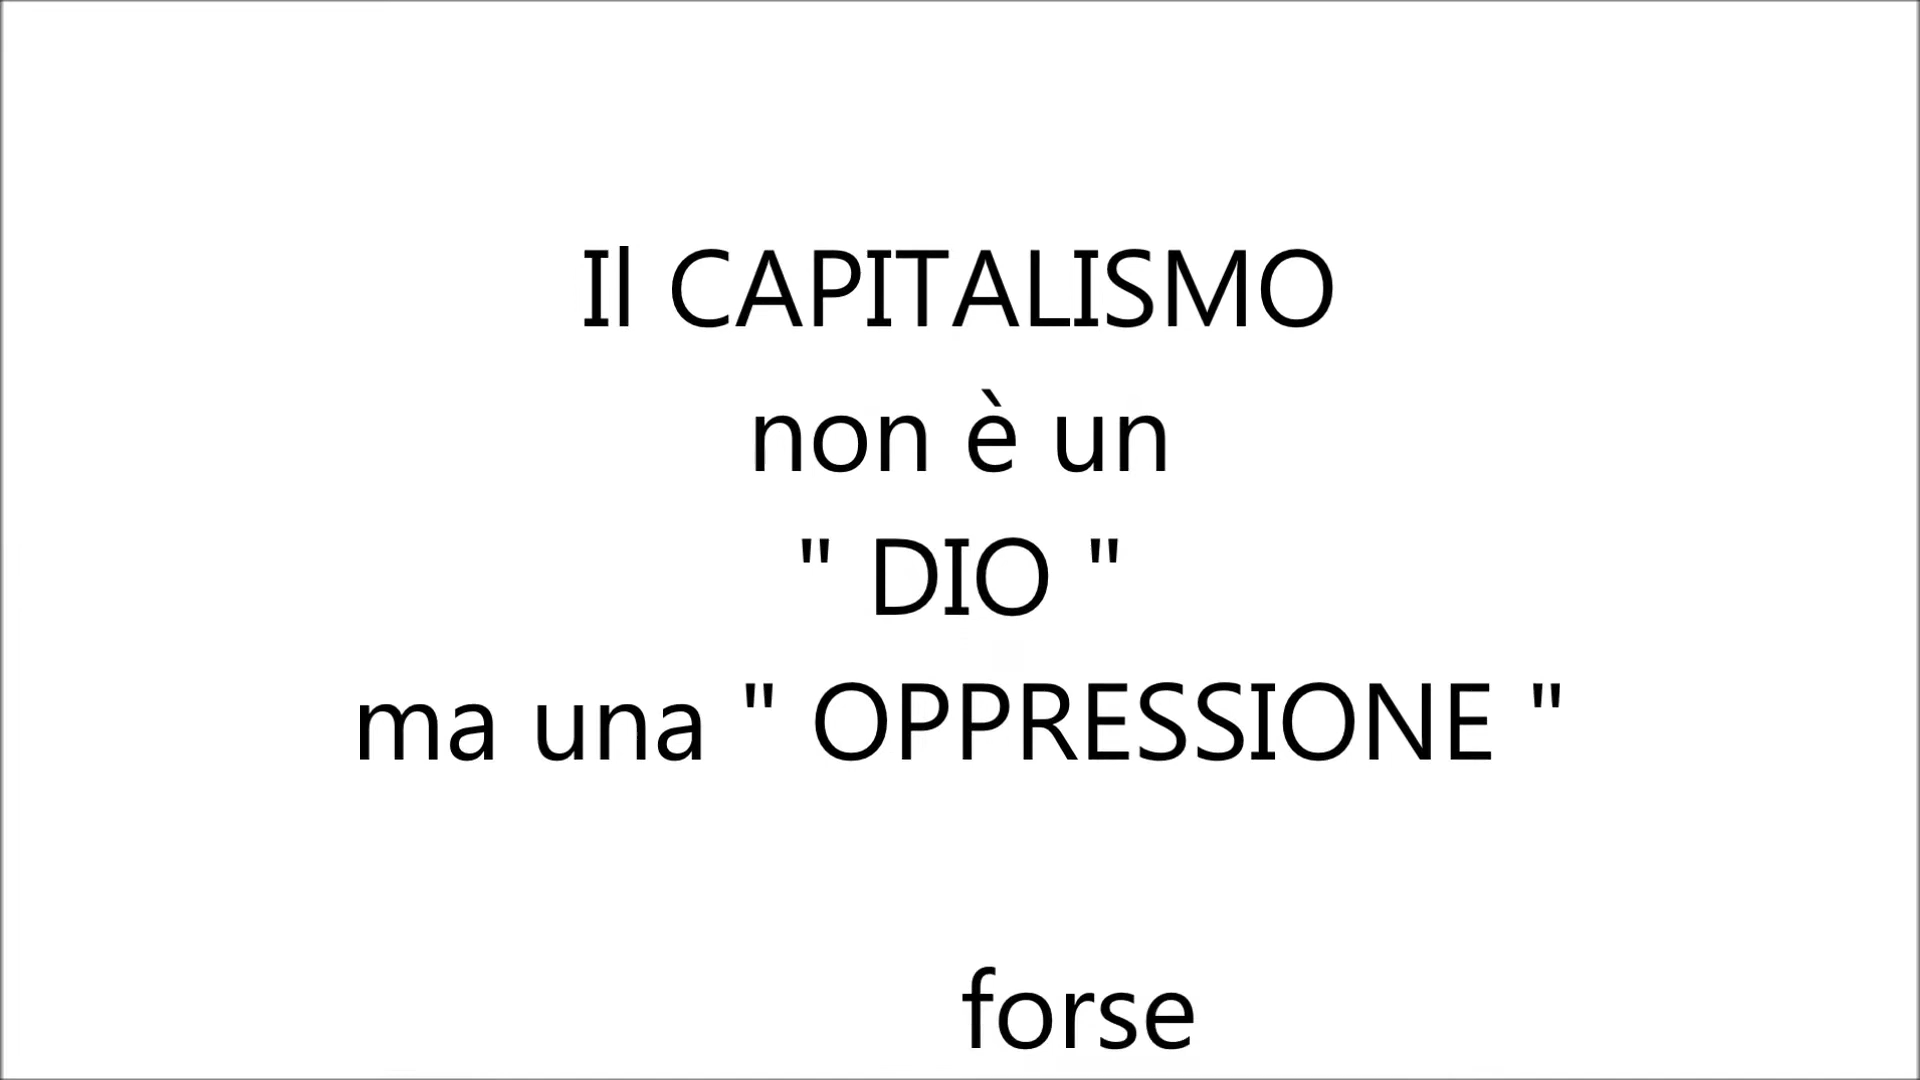 Il CAPITALISMO
non è un
" DIO "
ma una " OPPRESSIONE "
forse